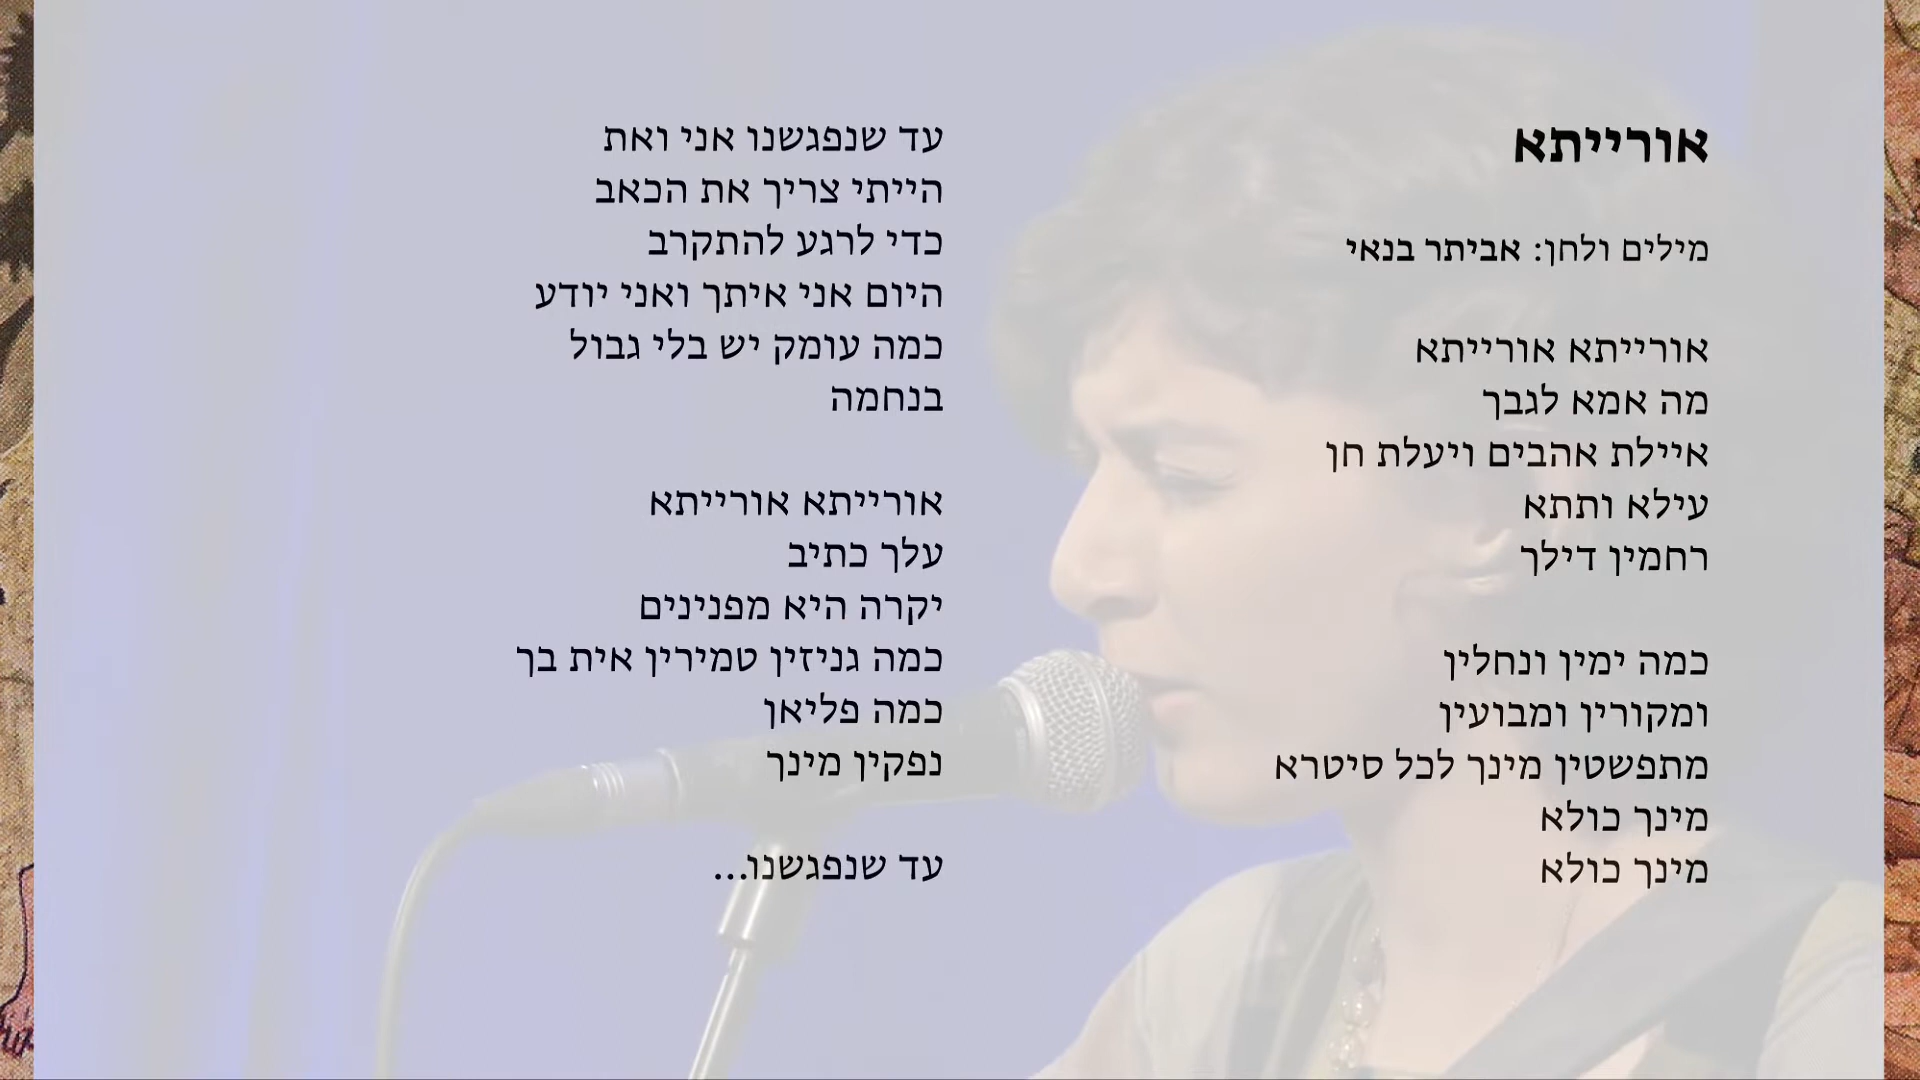 אורייתא
מילים ולחן: אביתר בנאי
אורייתא אורייתא
מה אמא לגבך
איילת אהבים ויעלת חן
עילא ותתא
רחמין דילך
כמה ימין ונחלין
ומקורין ומבועין
מתפשטין מינך לכל סיטרא
מינך כולא
מינך כולא
עד שנפגשנו אני ואת
הייתי צריך את הכאב
כדי לרגע להתקרב
היום אני איתך ואני יודע
כמה עומק יש בלי גבול
בנחמה
אורייתא אורייתא
עלך כתיב
יקרה היא מפנינים
כמה גניזין טמירין אית בך
כמה פליאן
נפקין מינך
עד שנפגשנו...